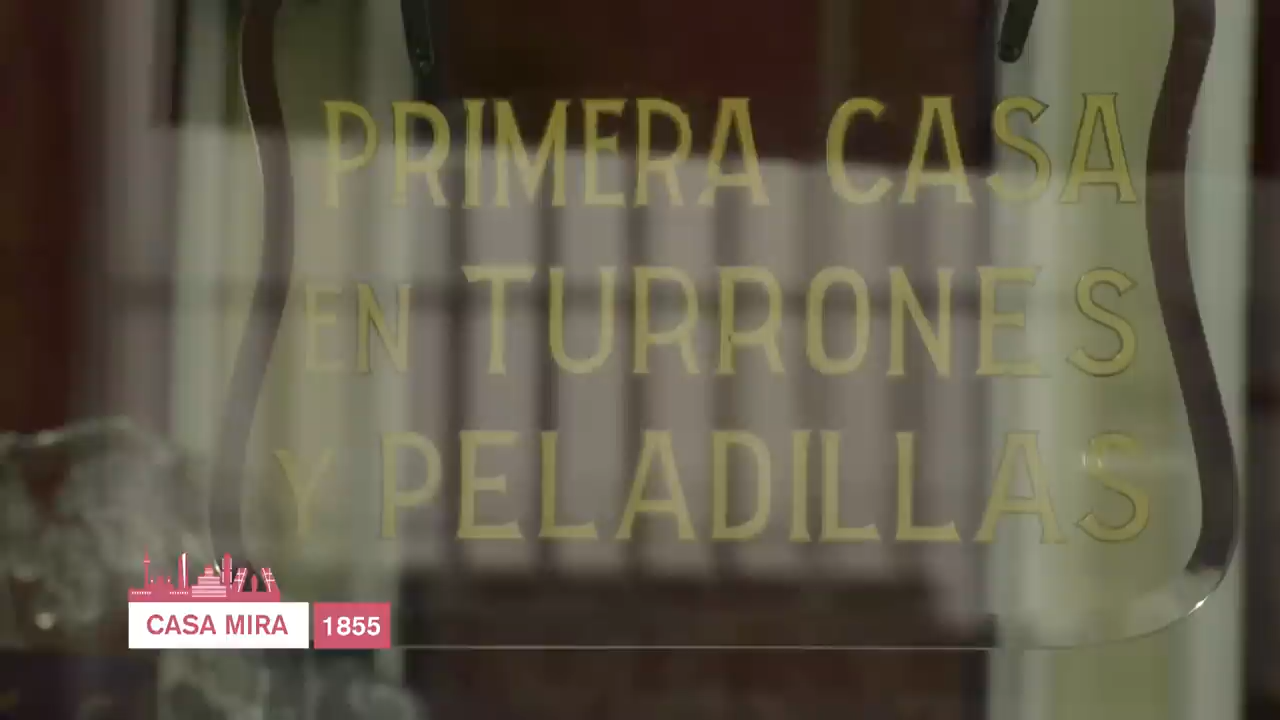 PRIMERA CASA
EN TURRONES
Y PELADILLAS
CASA MIRA 1855